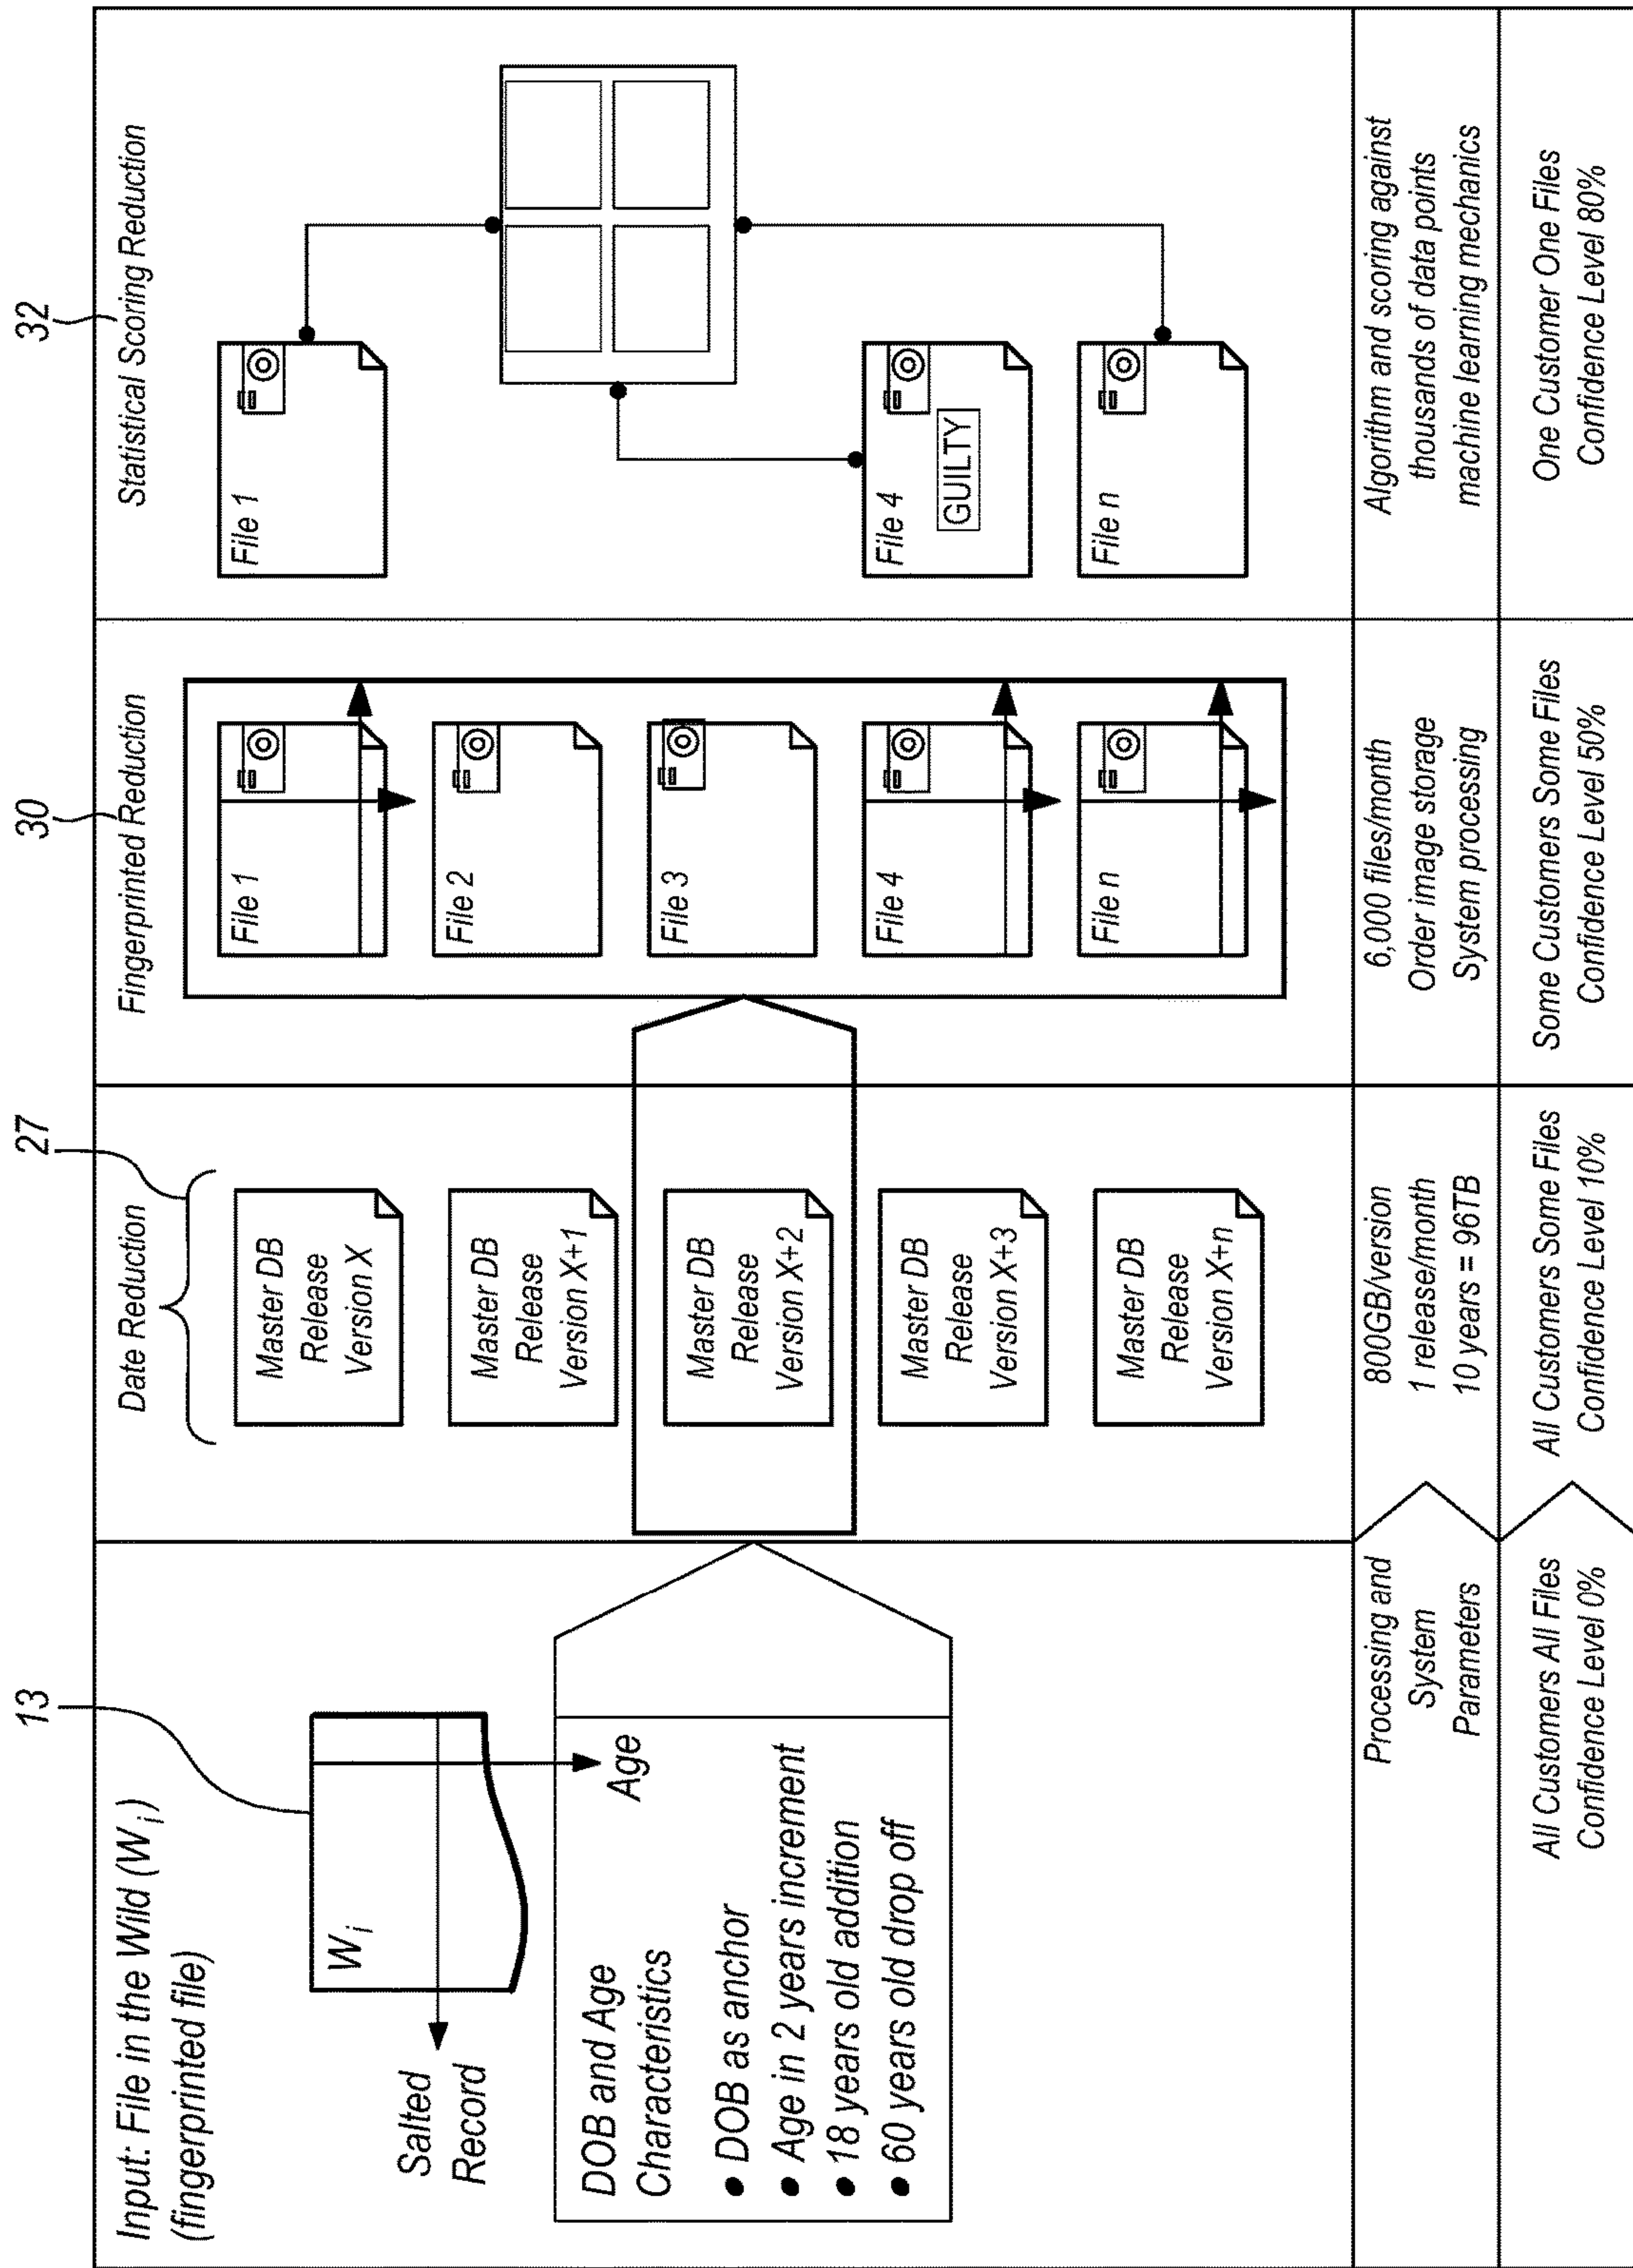 13
27
30
32
Input: File in the Wild (W i)
(fingerprinted file)
W i
Salted
Record
Age
DOB and Age
Characteristics
● DOB as anchor
● Age in 2 years increment
● 18 years old addition
● 60 years old drop off
Date Reduction
Master DB
Release
Version X
Master DB
Release
Version X+1
Master DB
Release
Version X+2
Master DB
Release
Version X+3
Master DB
Release
Version X+n
Fingerprinted Reduction
File 1
File 2
File 3
File 4
File n
Statistical Scoring Reduction
File 1
File 4
GUILTY
File n
Processing and
System
Parameters
800GB/version
1 release/month
10 years = 96TB
6,000 files/month
Order image storage
System processing
Algorithm and scoring against
thousands of data points
machine learning mechanics
All Customers All Files
Confidence Level 0%
All Customers Some Files
Confidence Level 10%
Some Customers Some Files
Confidence Level 50%
One Customer One Files
Confidence Level 80%